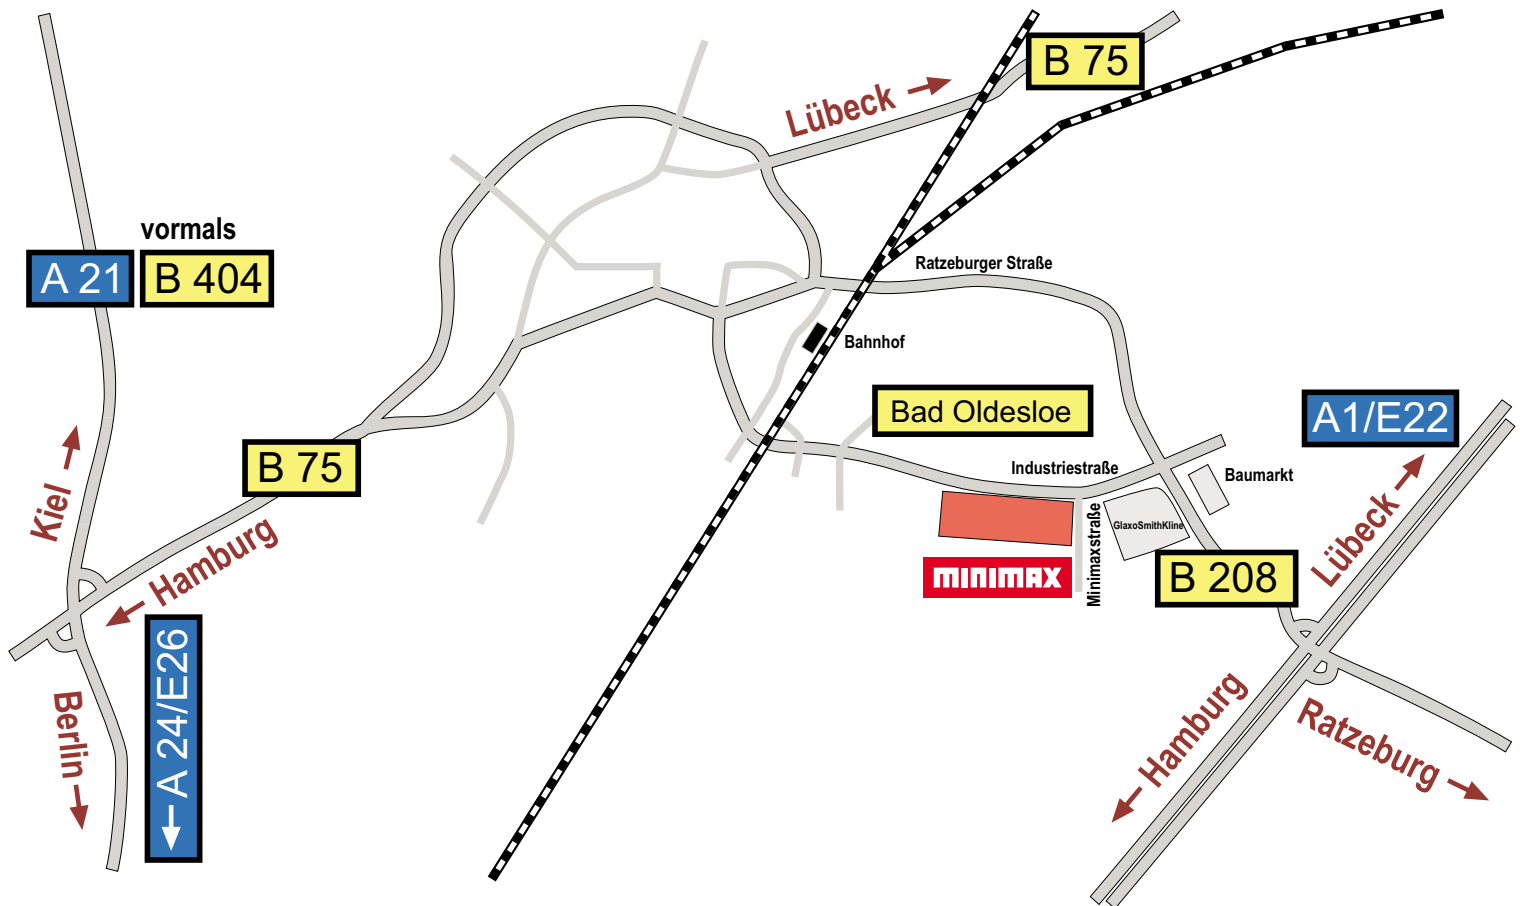 B 75
Lübeck
vormals
A 21
B 404
Ratzeburger Straße
Bahnhof
Bad Oldesloe
A1/E22
B 75
Industriestraße
Baumarkt
Kiel
Minimaxstraße
GlaxoSmithKline
Lübeck
Hamburg
MINIMAX
B 208
A 24/E26
Berlin
Hamburg
Ratzeburg